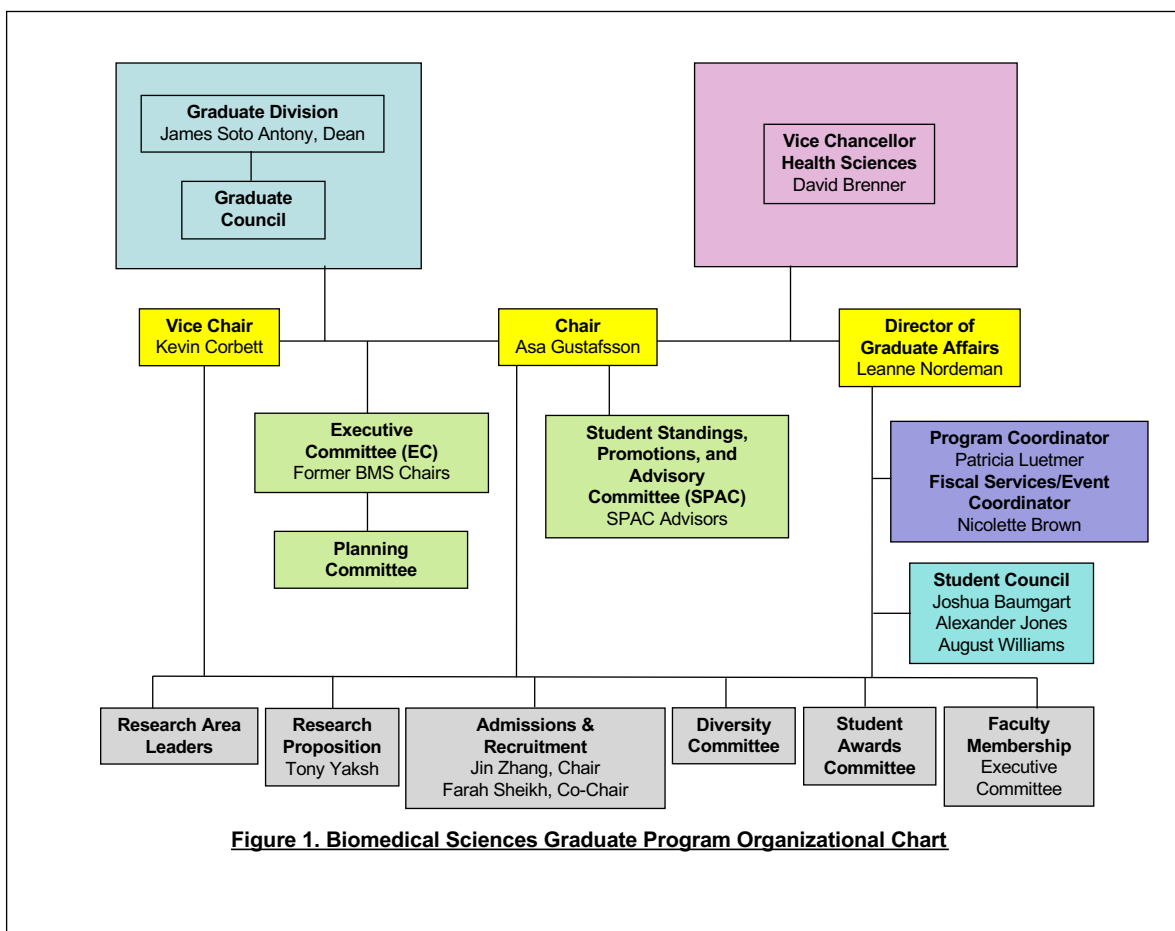 Graduate Division
James Soto Antony, Dean
Graduate
Council
Vice Chancellor
Health Sciences
David Brenner
Vice Chair
Kevin Corbett
Chair
Asa Gustafsson
Director of
Graduate Affairs
Leanne Nordeman
Executive
Committee (EC)
Former BMS Chairs
Student Standings,
Promotions, and
Advisory
Committee (SPAC)
SPAC Advisors
Program Coordinator
Patricia Luetmer
Fiscal Services/Event
Coordinator
Nicolette Brown
Planning
Committee
Student Council
Joshua Baumgart
Alexander Jones
August Williams
Research Area
Leaders
Research
Proposition
Tony Yaksh
Admissions &
Recruitment
Jin Zhang, Chair
Farah Sheikh, Co-Chair
Diversity
Committee
Student
Awards
Committee
Faculty
Membership
Executive
Committee
Figure 1. Biomedical Sciences Graduate Program Organizational Chart